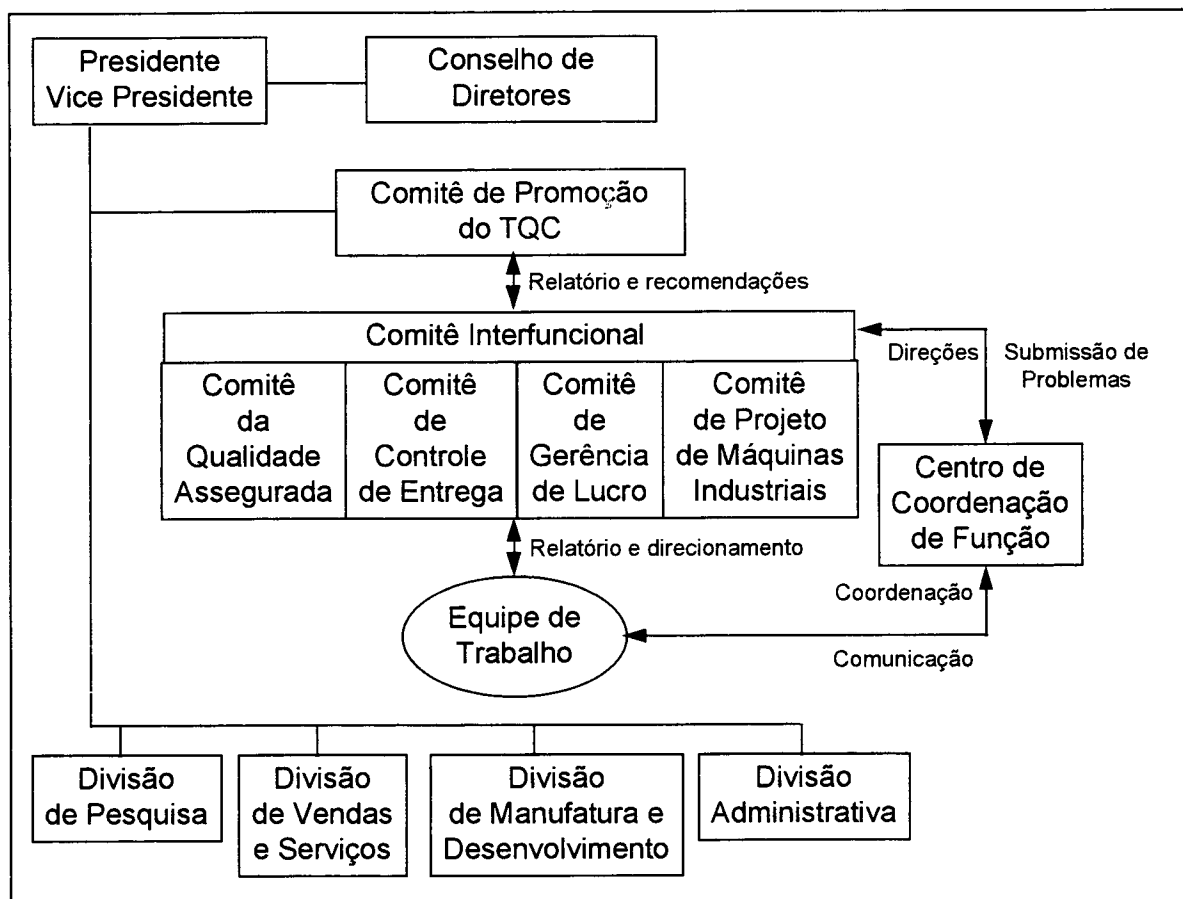 Presidente
Vice Presidente
Conselho de
Diretores
Comitê de Promoção
do TQC
Relatório e recomendações
Comitê Interfuncional
Direções
Submissão de
Problemas
Comitê
da
Qualidade
Assegurada
Comitê
de
Controle
de Entrega
Comitê
de
Gerência
de Lucro
Comitê
de Projeto
de Máquinas
Industriais
Centro de
Coordenação
de Função
Relatório e direcionamento
Coordenação
Equipe de
Trabalho
Comunicação
Divisão
de Pesquisa
Divisão
de Vendas
e Serviços
Divisão
de Manufatura e
Desenvolvimento
Divisão
Administrativa